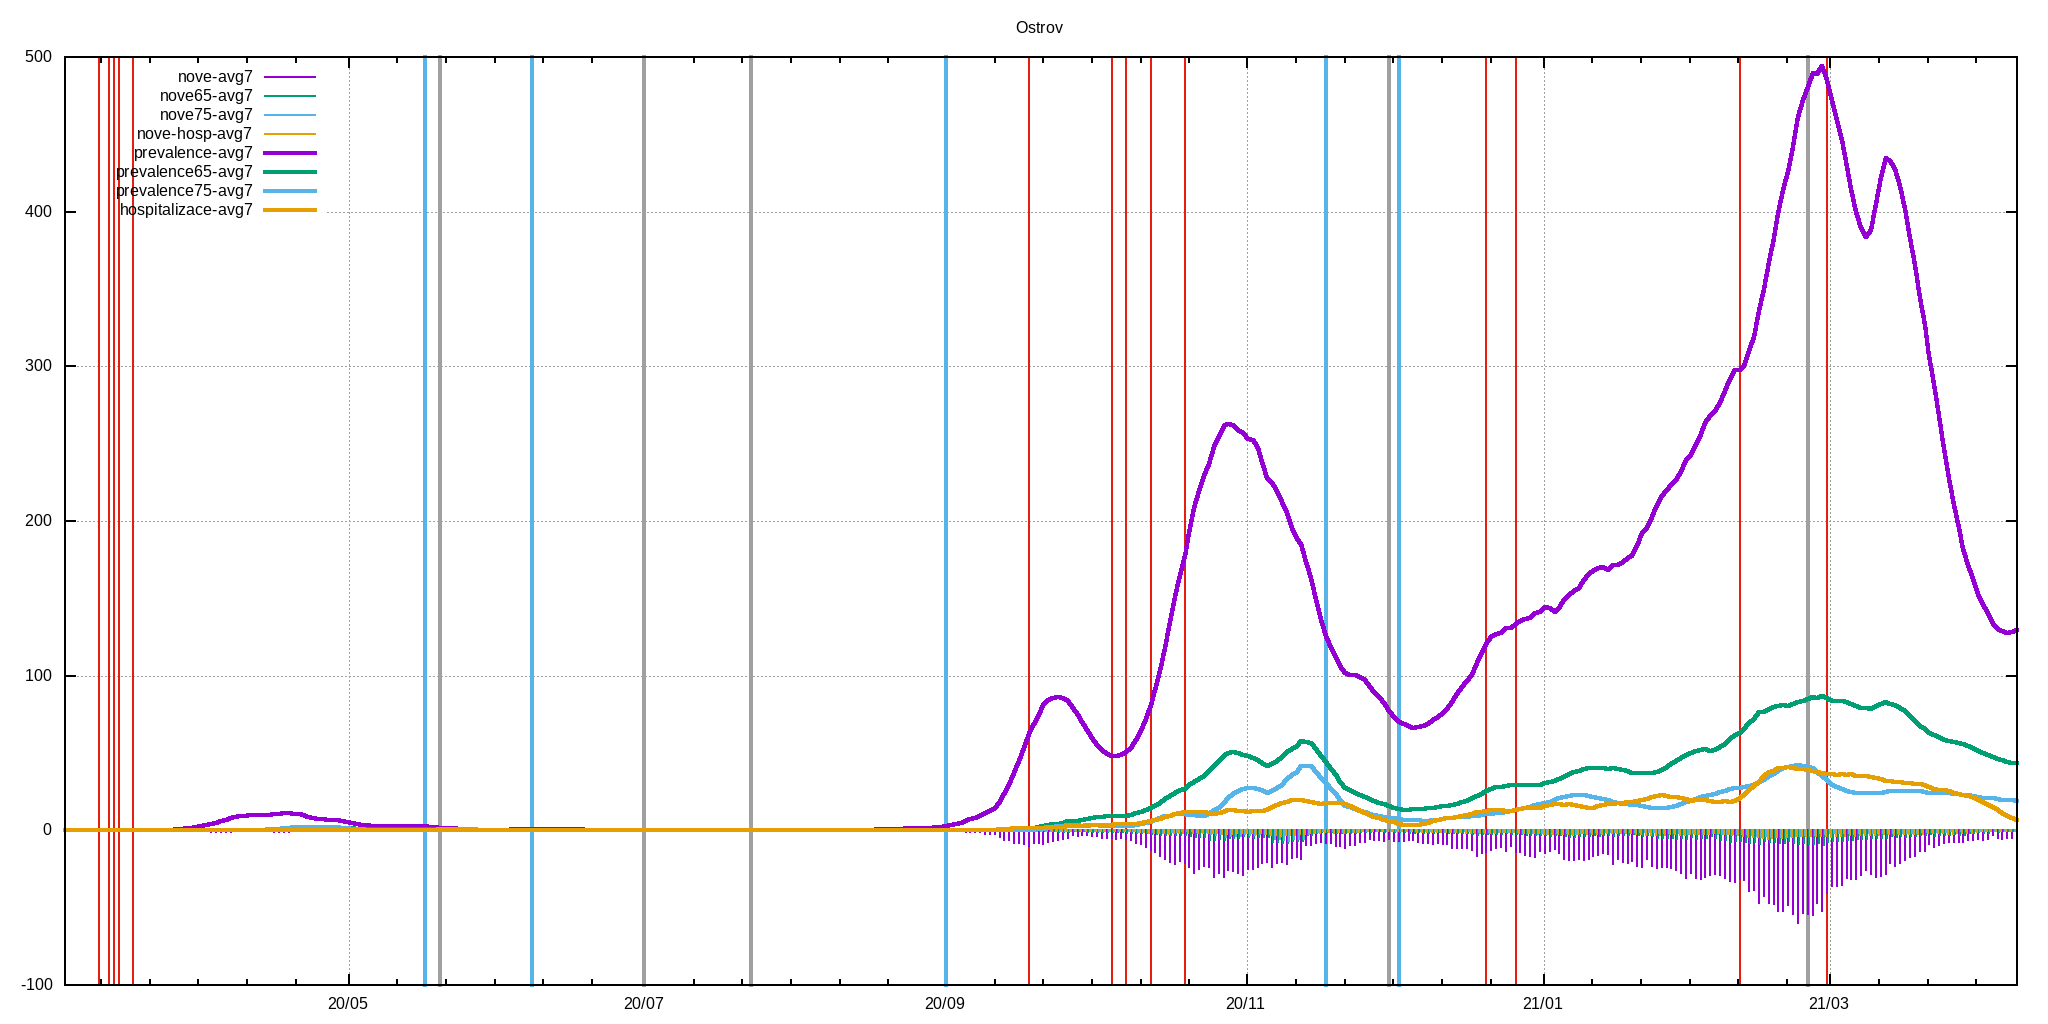 Ostrov
500
400
300
200
100
0
-100
nove-avg7
nove65-avg7
nove75-avg7
nove-hosp-avg7
prevalence-avg7
prevalence65-avg7
prevalence75-avg7
hospitalizace-avg7
20/05
20/07
20/09
20/11
21/01
21/03